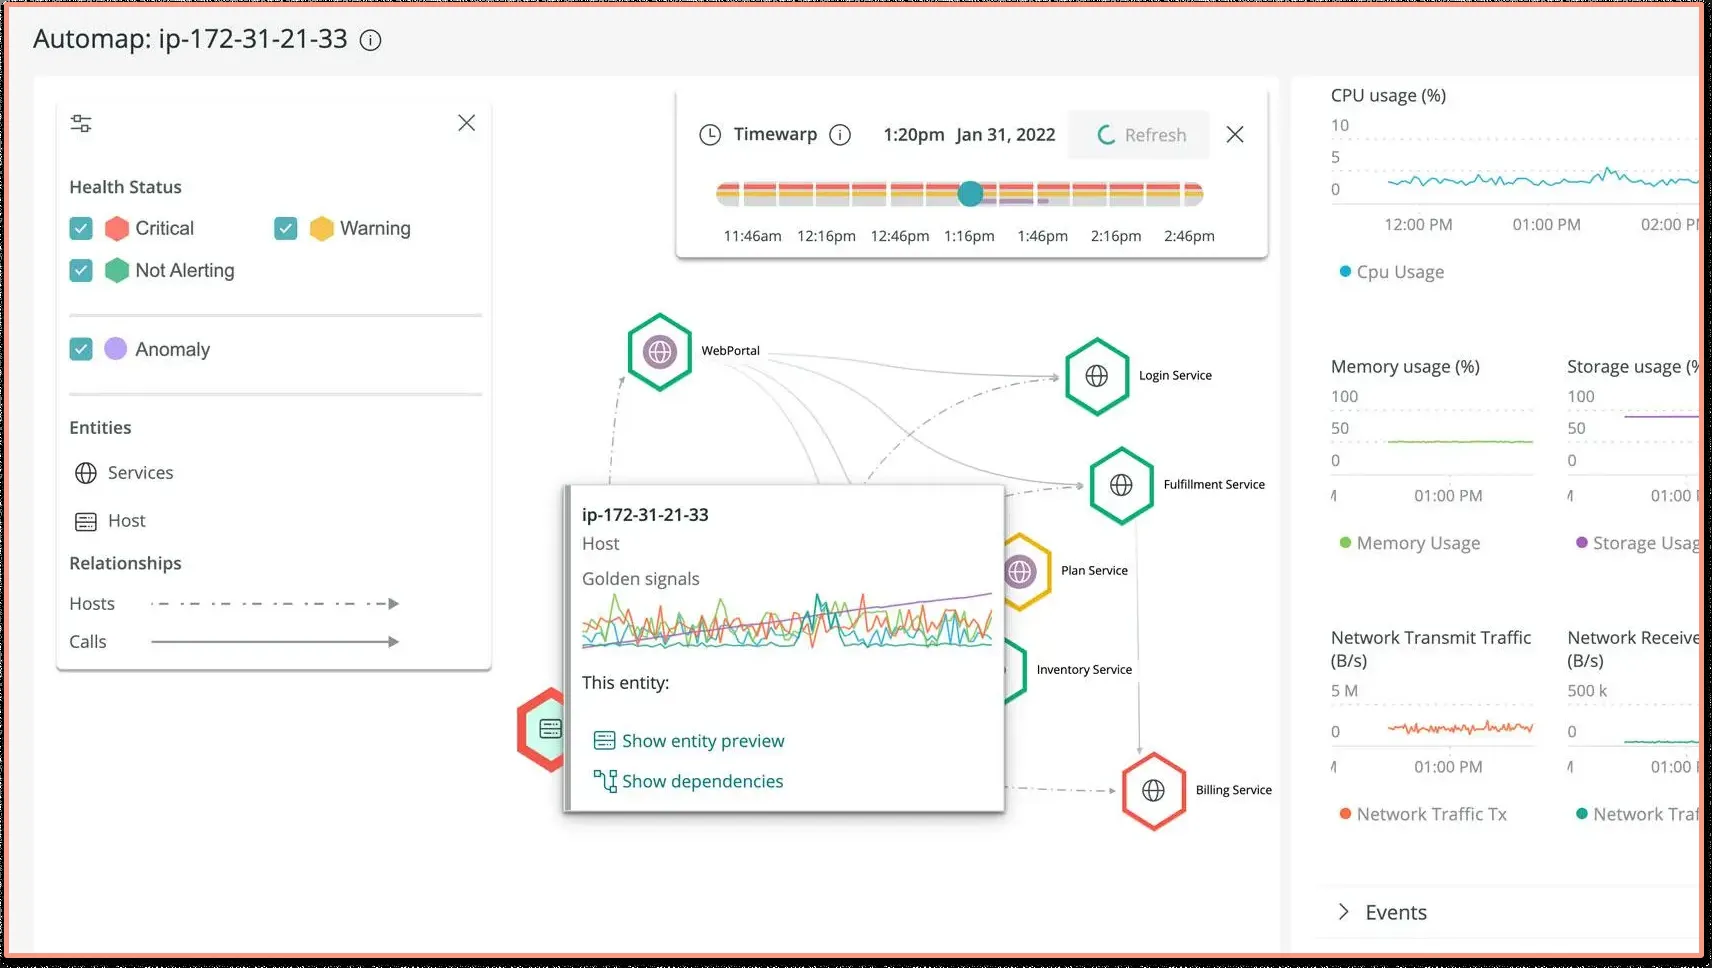 Automap: ip-172-31-21-33
Health Status
Critical
Warning
Not Alerting
Anomaly
Entities
Services
Host
Relationships
Hosts
Calls
Timewarp
1:20pm Jan 31, 2022
Refresh
11:46am 12:16pm 12:46pm 1:16pm 1:46pm 2:16pm 2:46pm
WebPortal
Login Service
Fulfillment Service
Plan Service
Inventory Service
Billing Service
ip-172-31-21-33
Host
Golden signals
This entity:
Show entity preview
Show dependencies
CPU usage (%)
10
5
0
12:00 PM 01:00 PM 02:00 PM
Cpu Usage
Memory usage (%)
100
50
0
M 01:00 PM
Memory Usage
Storage usage (%
100
50
0
M 01:00
Storage Usag
Network Transmit Traffic
(B/s)
5 M
0
M 01:00 PM
Network Traffic Tx
Network Receive
(B/s)
500 k
0
M 01:00
Network Traf
Events